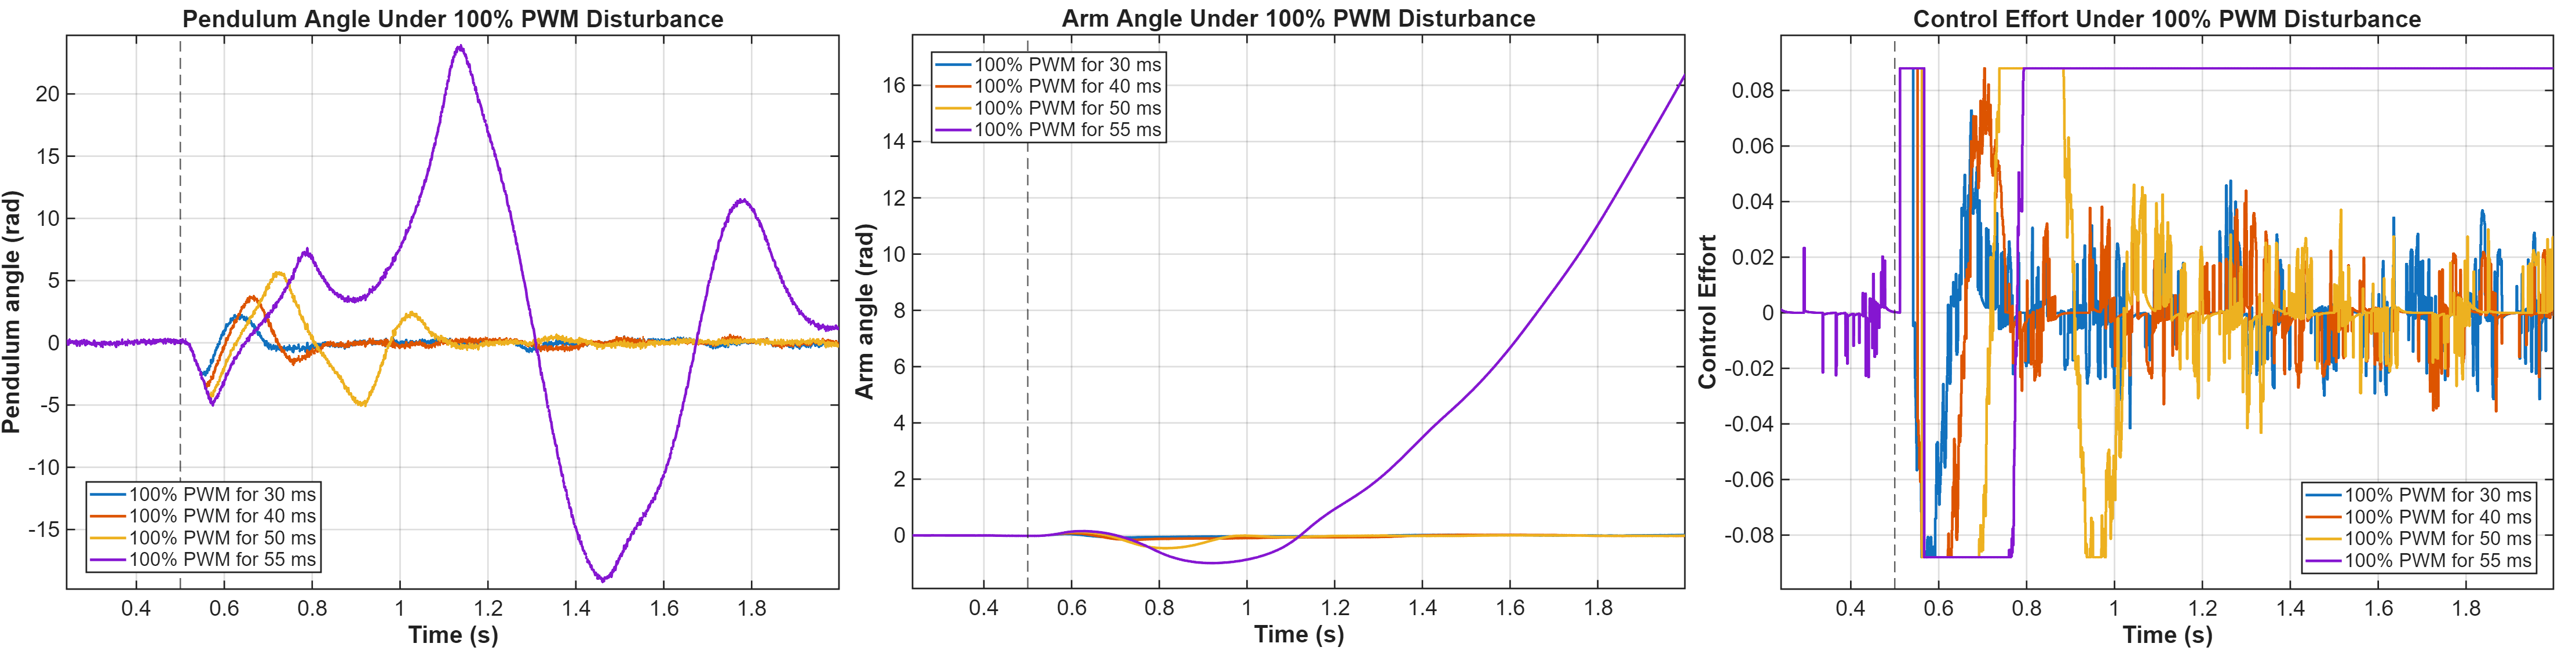 Pendulum Angle Under 100% PWM Disturbance
Pendulum angle (rad)
20
15
10
5
0
-5
-10
-15
100% PWM for 30 ms
100% PWM for 40 ms
100% PWM for 50 ms
100% PWM for 55 ms
0.4 0.6 0.8 1 1.2 1.4 1.6 1.8
Time (s)
Arm Angle Under 100% PWM Disturbance
Arm angle (rad)
16
14
12
10
8
6
4
2
0
100% PWM for 30 ms
100% PWM for 40 ms
100% PWM for 50 ms
100% PWM for 55 ms
0.4 0.6 0.8 1 1.2 1.4 1.6 1.8
Time (s)
Control Effort Under 100% PWM Disturbance
Control Effort
0.08
0.06
0.04
0.02
0
-0.02
-0.04
-0.06
-0.08
100% PWM for 30 ms
100% PWM for 40 ms
100% PWM for 50 ms
100% PWM for 55 ms
0.4 0.6 0.8 1 1.2 1.4 1.6 1.8
Time (s)